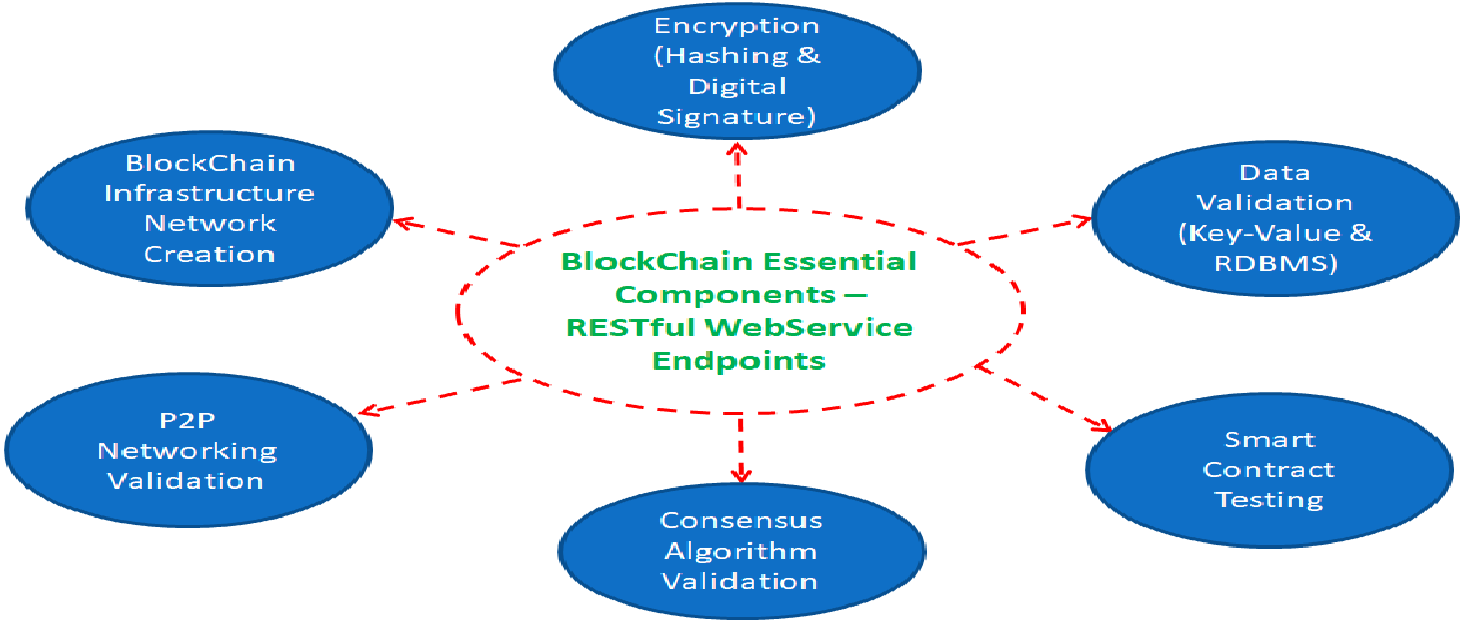 Encryption
(Hashing &
Digital
Signature)
BlockChain
Infrastructure
Network
Creation
Data
Validation
(Key-Value &
RDBMS)
BlockChain Essential
Components –
RESTful WebService
Endpoints
P2P
Networking
Validation
Smart
Contract
Testing
Consensus
Algorithm
Validation